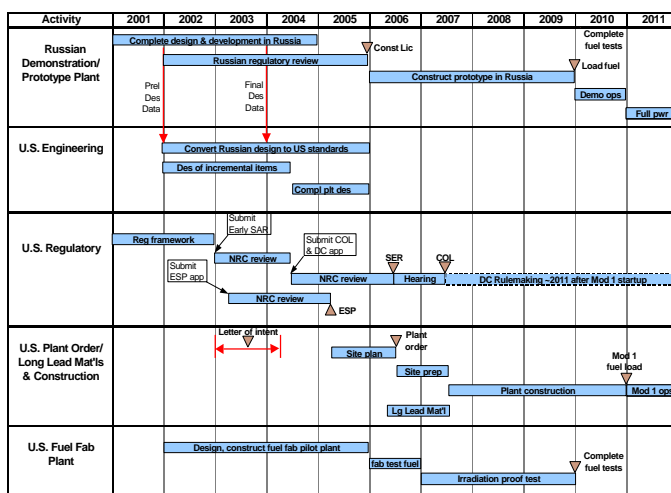 Activity 2001 2002 2003 2004 2005 2006 2007 2008 2009 2010 2011
Russian
Demonstration/
Prototype Plant
Complete design & development in Russia
Russian regulatory review
Const Lic
Complete
fuel tests
Load fuel
Construct prototype in Russia
Prel
Des
Data
Final
Des
Data
Demo ops
Full pwr
U.S. Engineering
Convert Russian design to US standards
Des of incremental items
Compl plt des
U.S. Regulatory
Submit
Early SAR
Reg framework
Submit COL
& DC app
NRC review
SER
COL
Submit
ESP app
NRC review
Hearing
DC Rulemaking ~2011 after Mod 1 startup
NRC review
ESP
U.S. Plant Order/
Long Lead Mat'ls
& Construction
Letter of intent
Plant
order
Site plan
Mod 1
fuel load
Site prep
Plant construction
Mod 1 ops
Lg Lead Mat'l
U.S. Fuel Fab
Plant
Design, construct fuel fab pilot plant
fab test fuel
Complete
fuel tests
Irradiation proof test